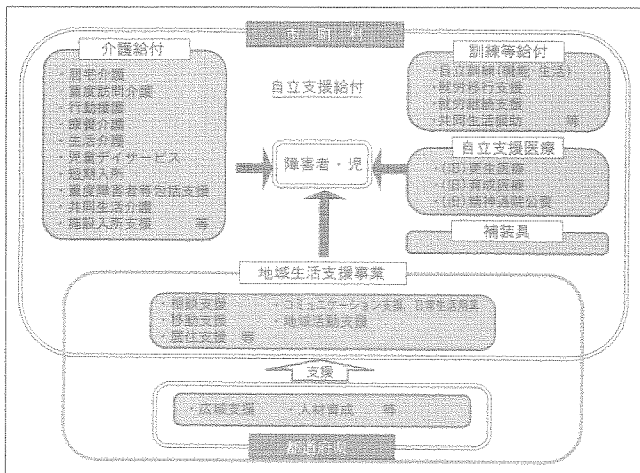 市町村
介護給付
・居宅介護
・重度訪問介護
・行動援護
・療養介護
・生活介護
・児童デイサービス
・短期入所
・重度障害者等包括支援
・共同生活介護
・施設入所支援 等
自立支援給付
訓練等給付
・自立訓練(機能・生活)
・就労移行支援
・就労継続支援
・共同生活援助 等
自立支援医療
・(旧)更生医療
・(旧)育成医療
・(旧)精神通院公費
補装具
障害者・児
地域生活支援事業
・相談支援 ・コミュニケーション支援、日常生活用具
・移動支援 ・地域活動支援
・居住支援 等
支援
・広域支援 ・人材育成 等
都道府県